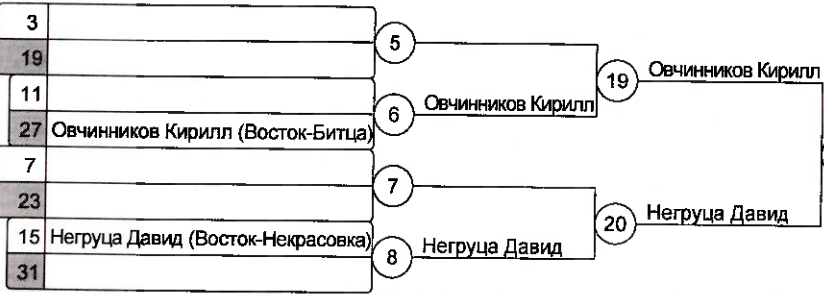 3
19
5
11
27 Овчинников Кирилл (Восток-Битца)
6
Овчинников Кирилл
19
Овчинников Кирилл
7
23
7
15 Негруца Давид (Восток-Некрасовка)
31
8
Негруца Давид
20
Негруца Давид